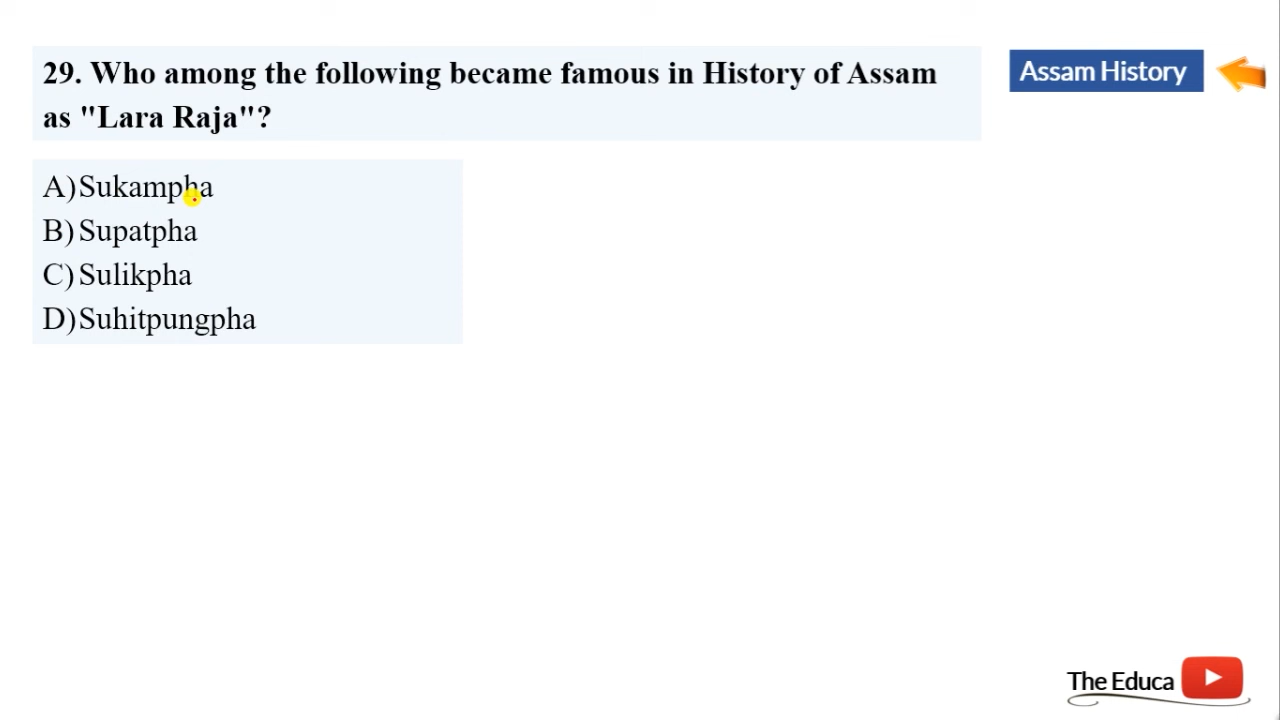 29. Who among the following became famous in History of Assam
as "Lara Raja"?
Assam History
A) Sukampha
B) Supatpha
C) Sulikpha
D) Suhitpungpha
The Educa